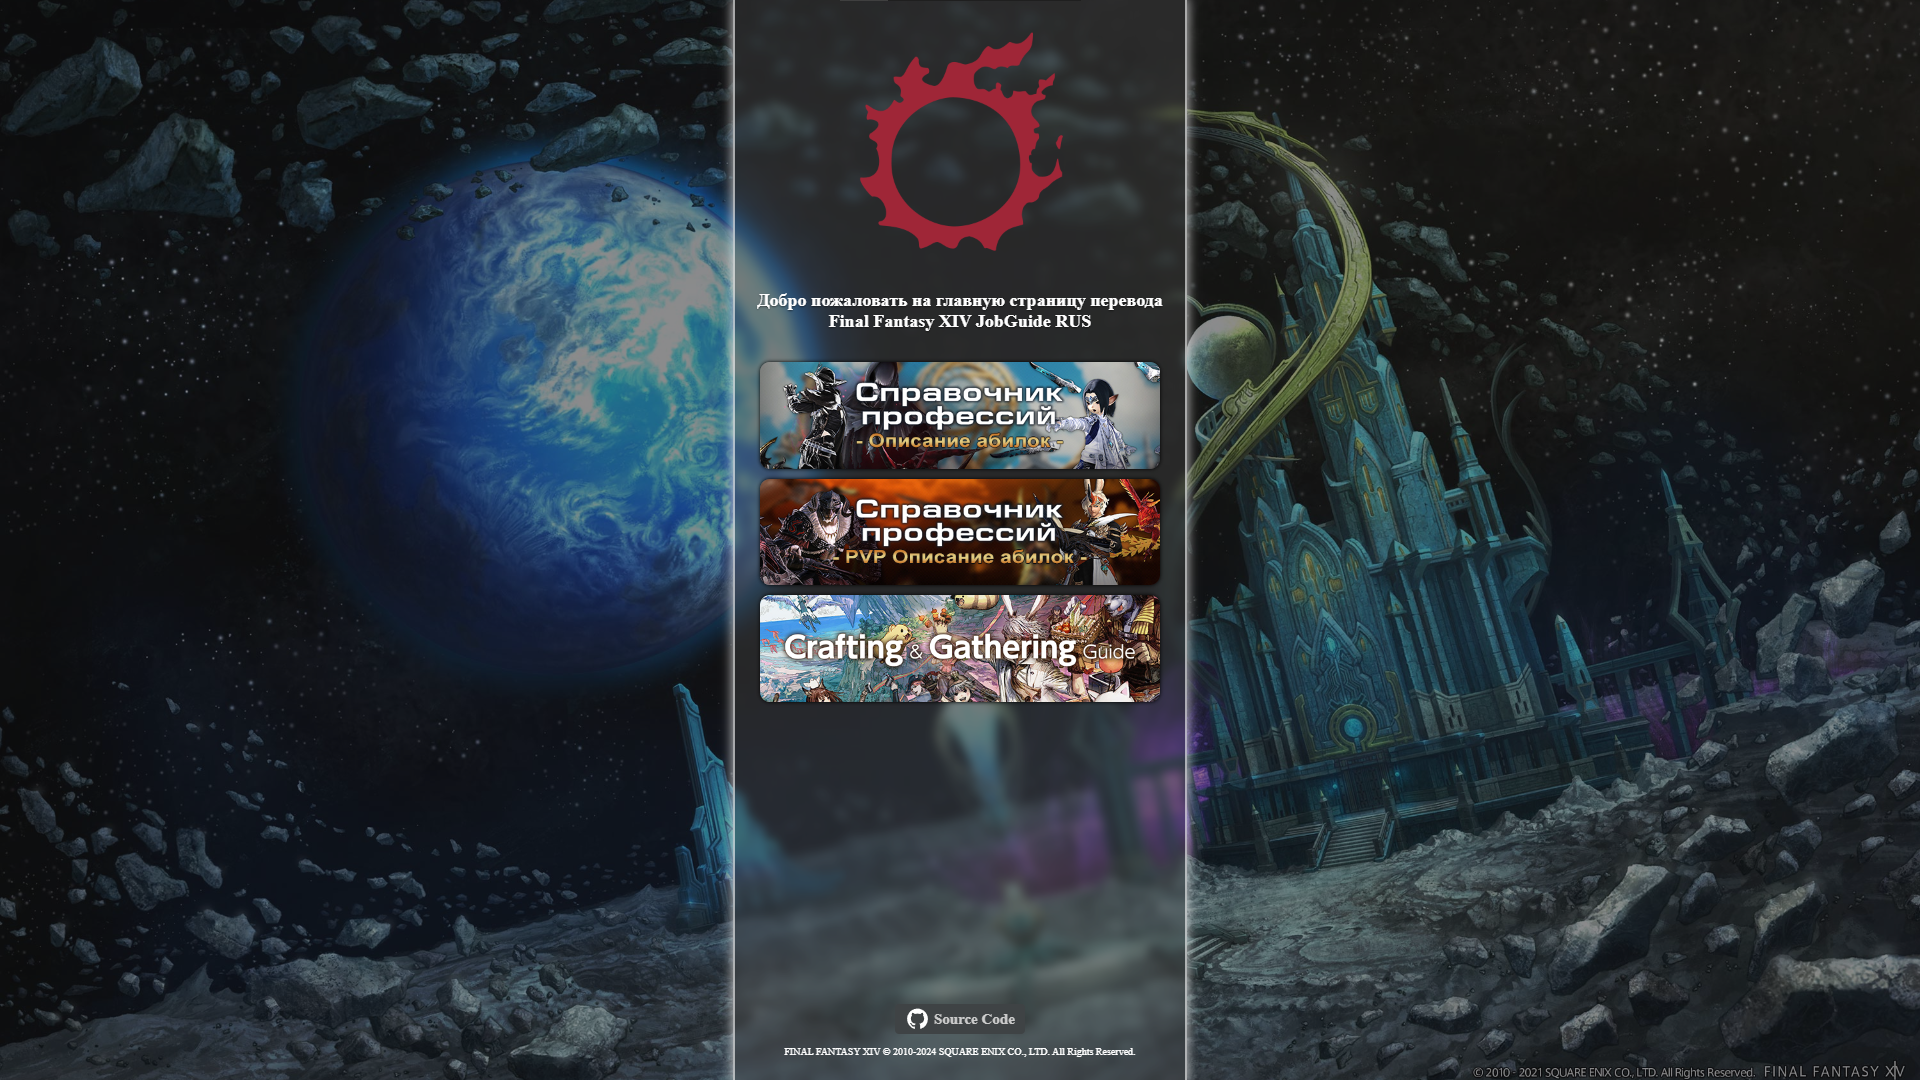 Добро пожаловать на главную страницу перевода
Final Fantasy XIV JobGuide RUS
Справочник
профессий
- Описание абилок -
Справочник
профессий
- PVP Описание абилок -
Crafting & Gathering Guide
Source Code
FINAL FANTASY XIV © 2010-2024 SQUARE ENIX CO., LTD. All Rights Reserved.
© 2010 - 2021 SQUARE ENIX CO., LTD. All Rights Reserved. FINAL FANTASY XIV